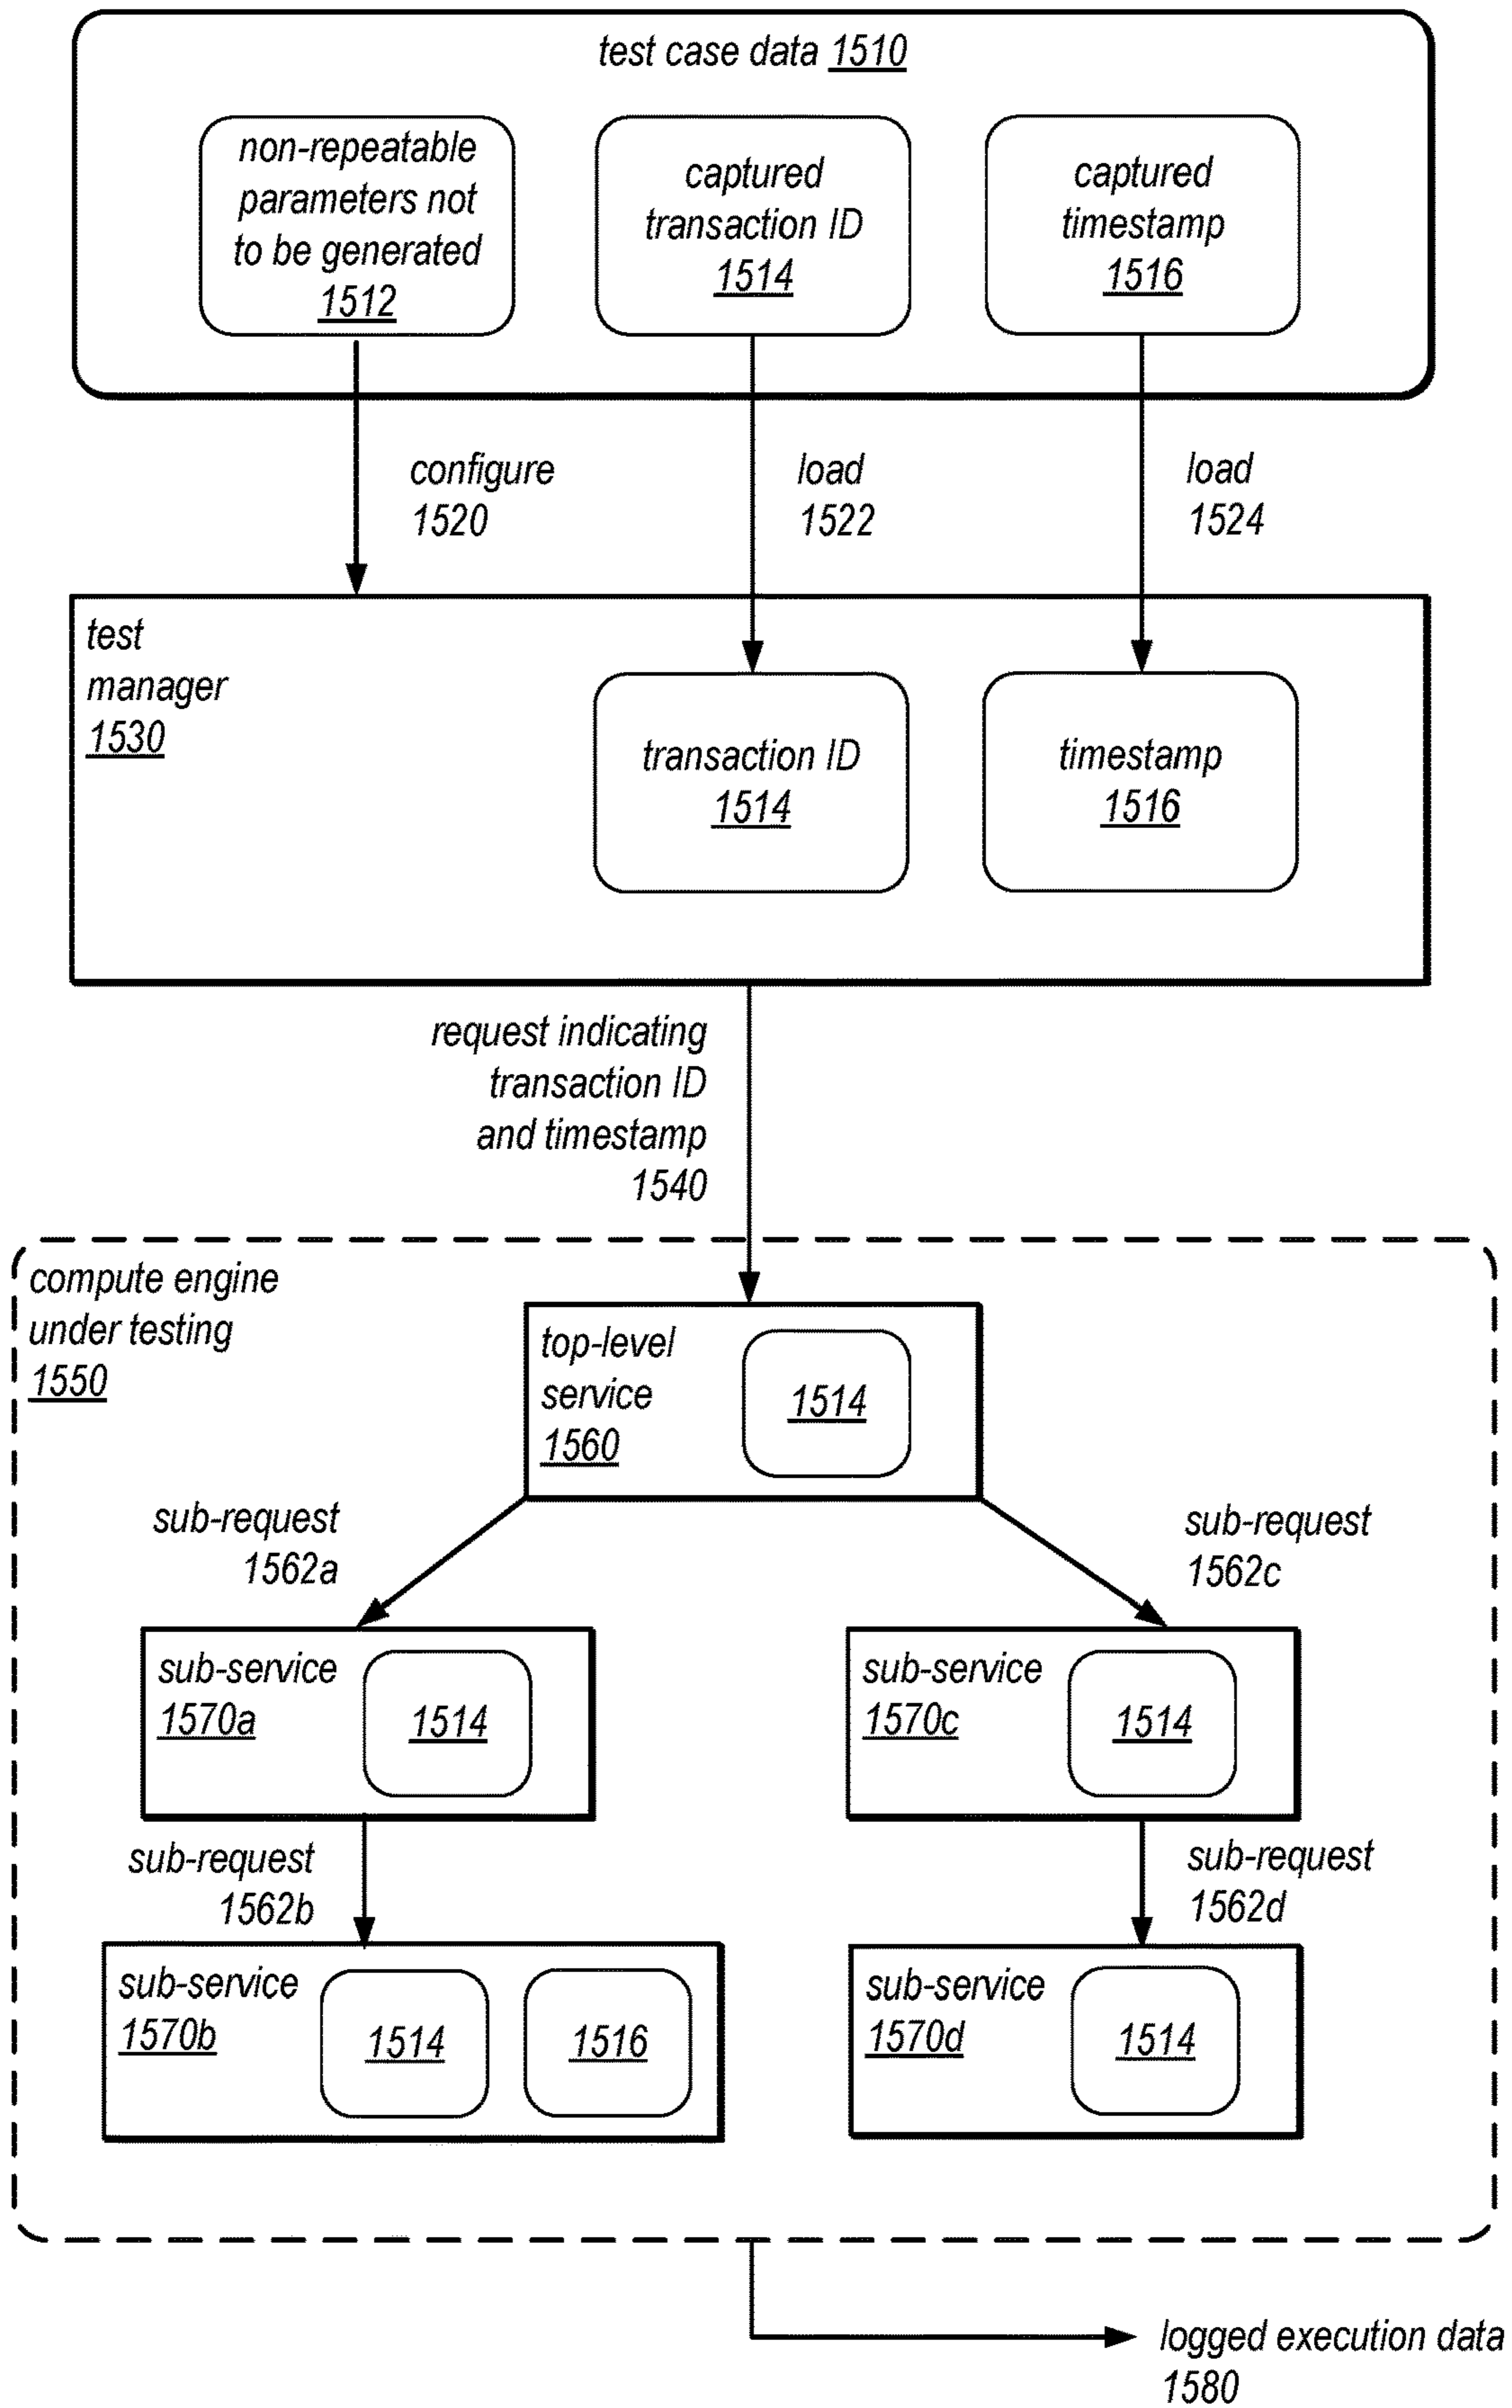 test case data 1510
non-repeatable
parameters not
to be generated
1512
captured
transaction ID
1514
captured
timestamp
1516
configure
1520
load
1522
load
1524
test
manager
1530
transaction ID
1514
timestamp
1516
request indicating
transaction ID
and timestamp
1540
compute engine
under testing
1550
top-level
service
1560
1514
sub-request
1562a
sub-request
1562c
sub-service
1570a
1514
sub-service
1570c
1514
sub-request
1562b
sub-request
1562d
sub-service
1570b
1514
1516
sub-service
1570d
1514
logged execution data
1580